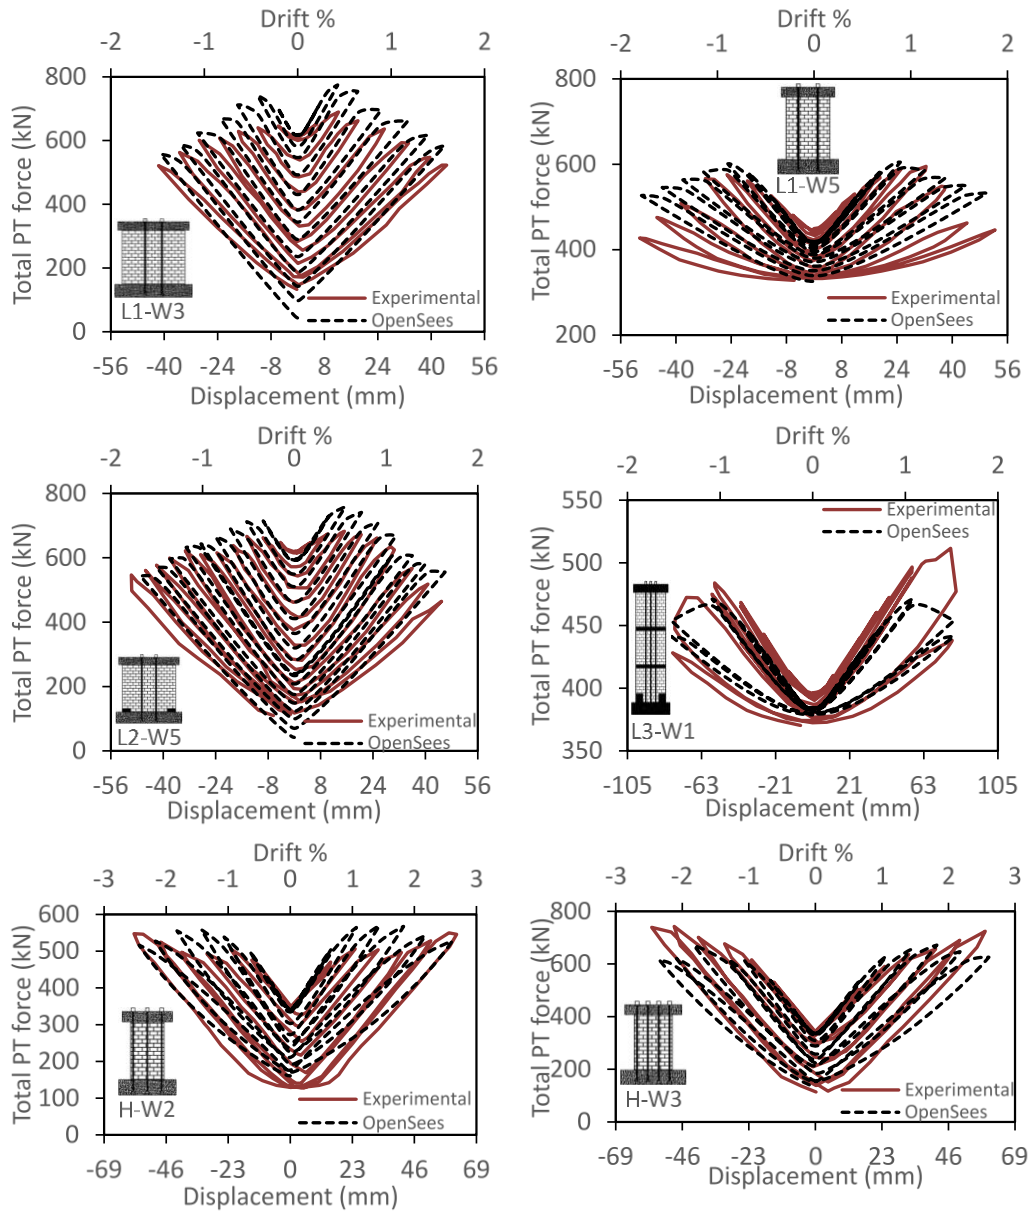 Drift %
-2 -1 0 1 2
800
600
400
200
0
Total PT force (kN)
L1-W3
Experimental
OpenSees
-56 -40 -24 -8 8 24 40 56
Displacement (mm)
Drift %
-2 -1 0 1 2
800
600
400
200
Total PT force (kN)
L1-W5
Experimental
OpenSees
-56 -40 -24 -8 8 24 40 56
Displacement (mm)
Drift %
-2 -1 0 1 2
800
600
400
200
0
Total PT force (kN)
L2-W5
Experimental
OpenSees
-56 -40 -24 -8 8 24 40 56
Displacement (mm)
Drift %
-2 -1 0 1 2
550
500
450
400
350
Total PT force (kN)
Experimental
OpenSees
L3-W1
-105 -63 -21 21 63 105
Displacement (mm)
Drift %
-3 -2 -1 0 1 2 3
600
500
400
300
200
100
0
Total PT force (kN)
H-W2
Experimental
OpenSees
-69 -46 -23 0 23 46 69
Displacement (mm)
Drift %
-3 -2 -1 0 1 2 3
800
600
400
200
0
Total PT force (kN)
H-W3
Experimental
OpenSees
-69 -46 -23 0 23 46 69
Displacement (mm)